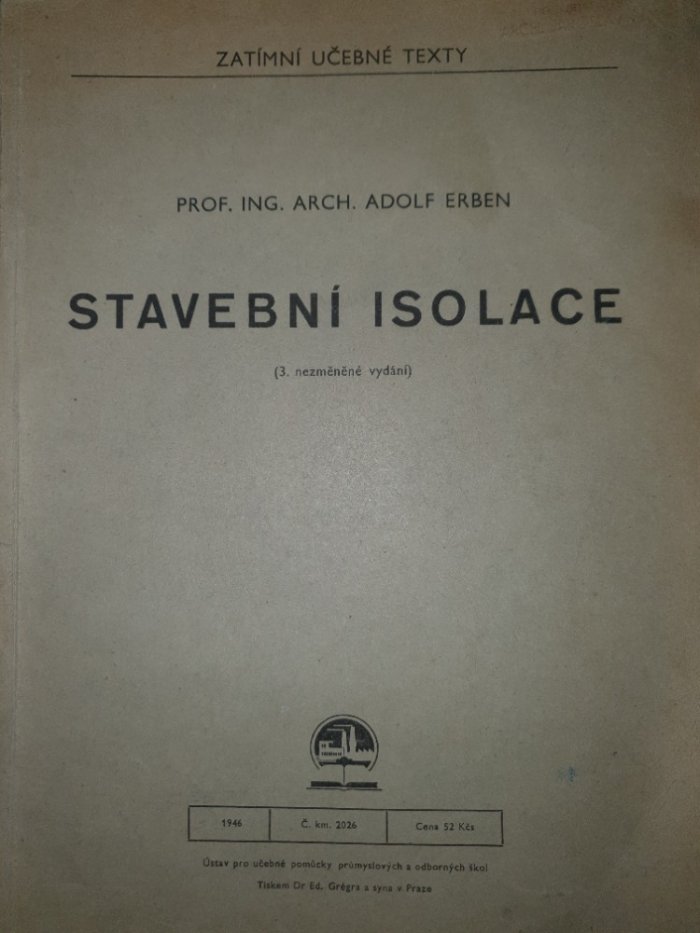 ZATÍMNÍ UČEBNÉ TEXTY
PROF. ING. ARCH. ADOLF ERBEN
STAVEBNÍ ISOLACE
(3. nezměněné vydání)
1946
Č. km. 2026
Cena 52 Kčs
Ústav pro učebné pomůcky průmyslových a odborných škol
Tiskem Dr Ed. Grégra a syna v Praze